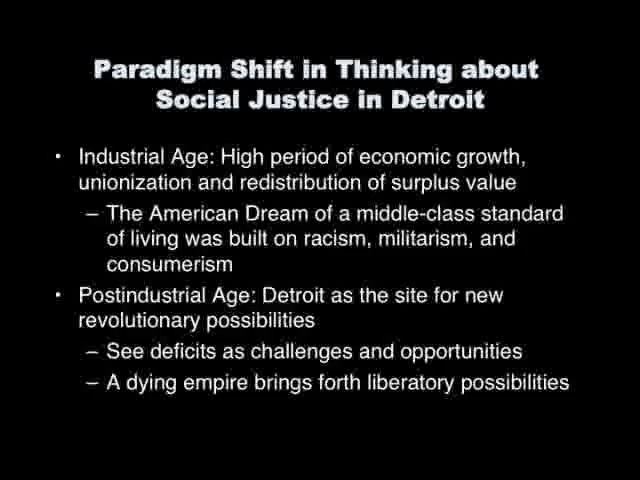 Paradigm Shift in Thinking about
Social Justice in Detroit
• Industrial Age: High period of economic growth,
unionization and redistribution of surplus value
– The American Dream of a middle-class standard
of living was built on racism, militarism, and
consumerism
• Postindustrial Age: Detroit as the site for new
revolutionary possibilities
– See deficits as challenges and opportunities
– A dying empire brings forth liberatory possibilities